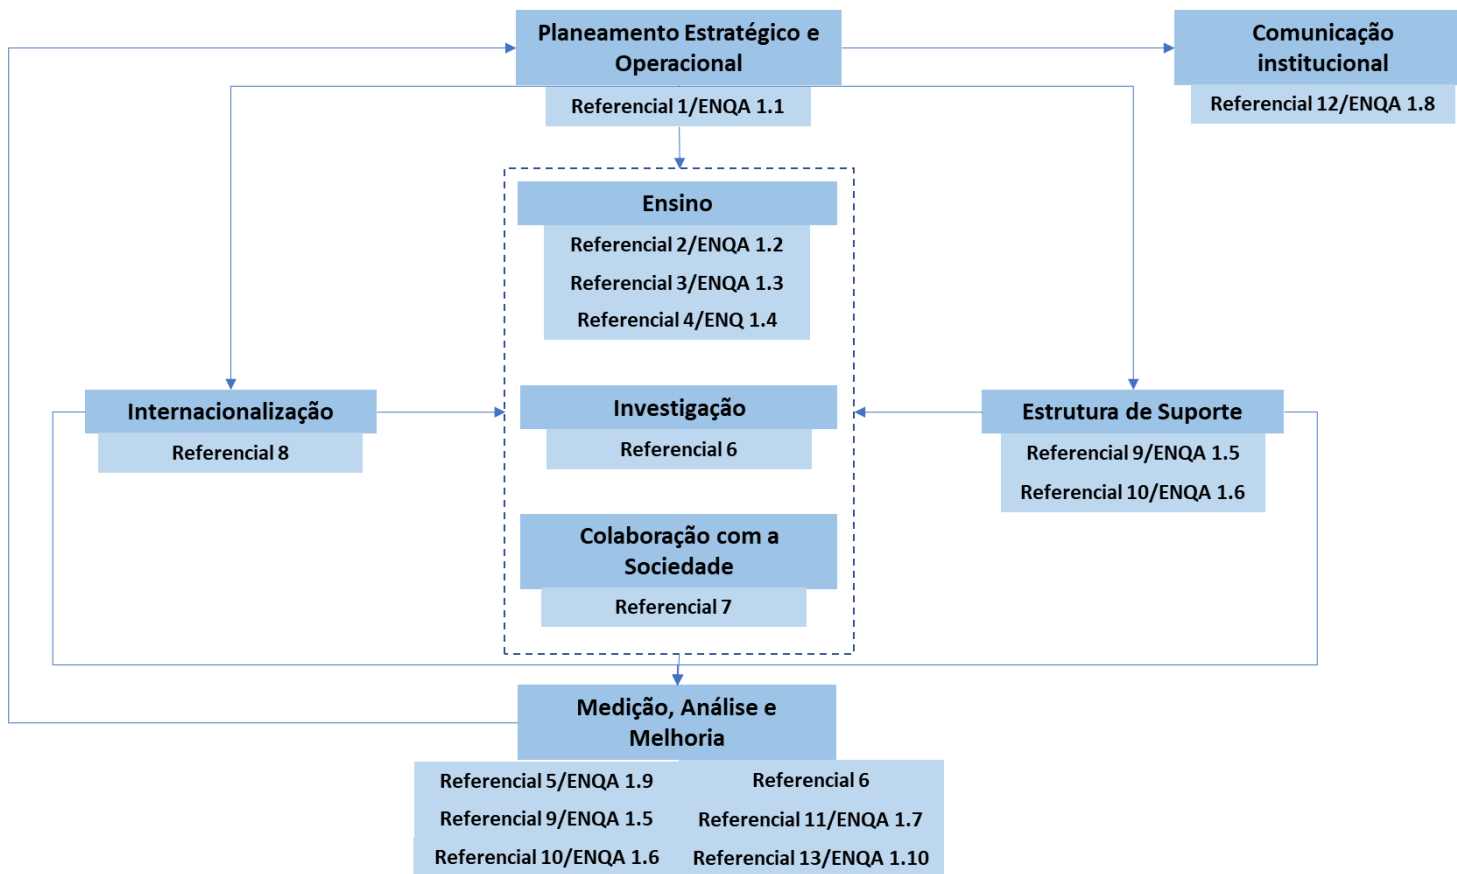 Planeamento Estratégico e
Operacional
Referencial 1/ENQA 1.1
Comunicação
institucional
Referencial 12/ENQA 1.8
Ensino
Referencial 2/ENQA 1.2
Referencial 3/ENQA 1.3
Referencial 4/ENQ 1.4
Internacionalização
Referencial 8
Investigação
Referencial 6
Estrutura de Suporte
Referencial 9/ENQA 1.5
Referencial 10/ENQA 1.6
Colaboração com a
Sociedade
Referencial 7
Medição, Análise e
Melhoria
Referencial 5/ENQA 1.9
Referencial 6
Referencial 9/ENQA 1.5
Referencial 11/ENQA 1.7
Referencial 10/ENQA 1.6
Referencial 13/ENQA 1.10